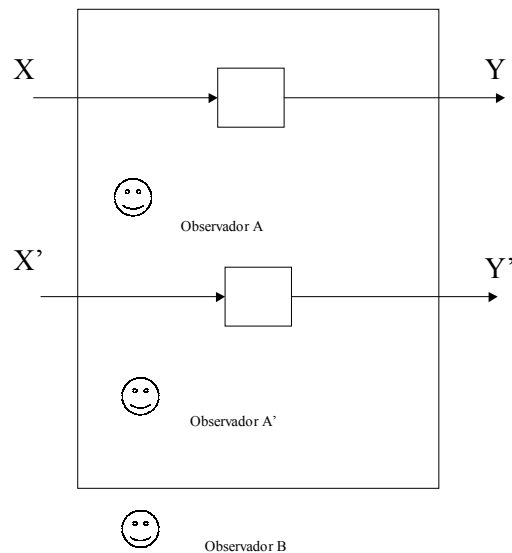 X Y
Observador A
X’ Y’
Observador A’
Observador B